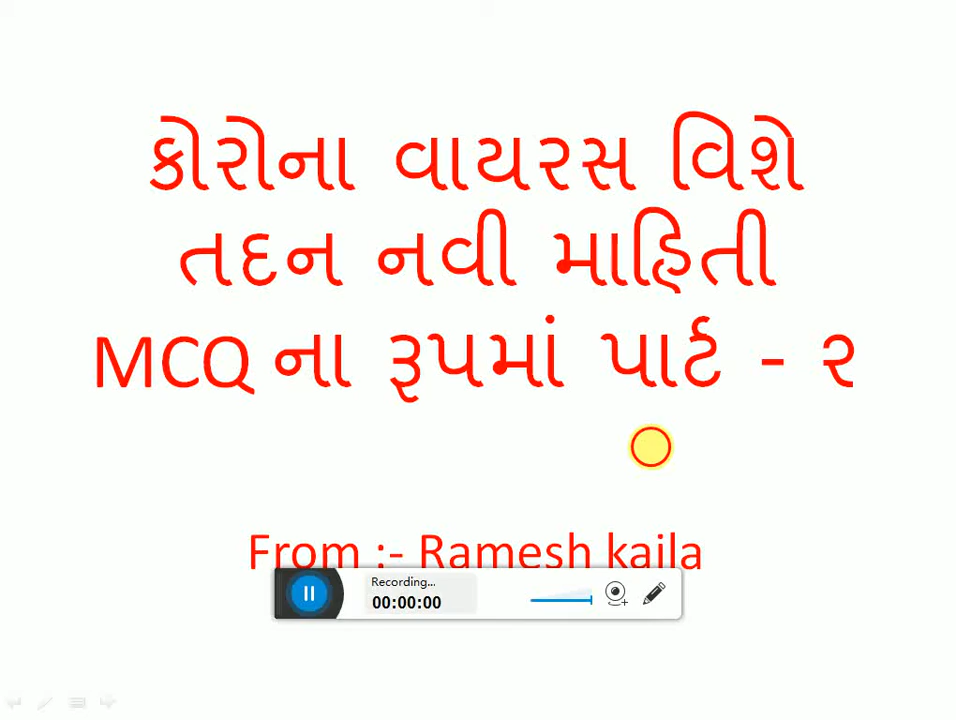 કોરોના વાયરસ વિશે
તદન નવી માહિતી
MCQ ના રૂપમાં પાર્ટ - ૨
From :- Ramesh kaila
Recording...
00:00:00